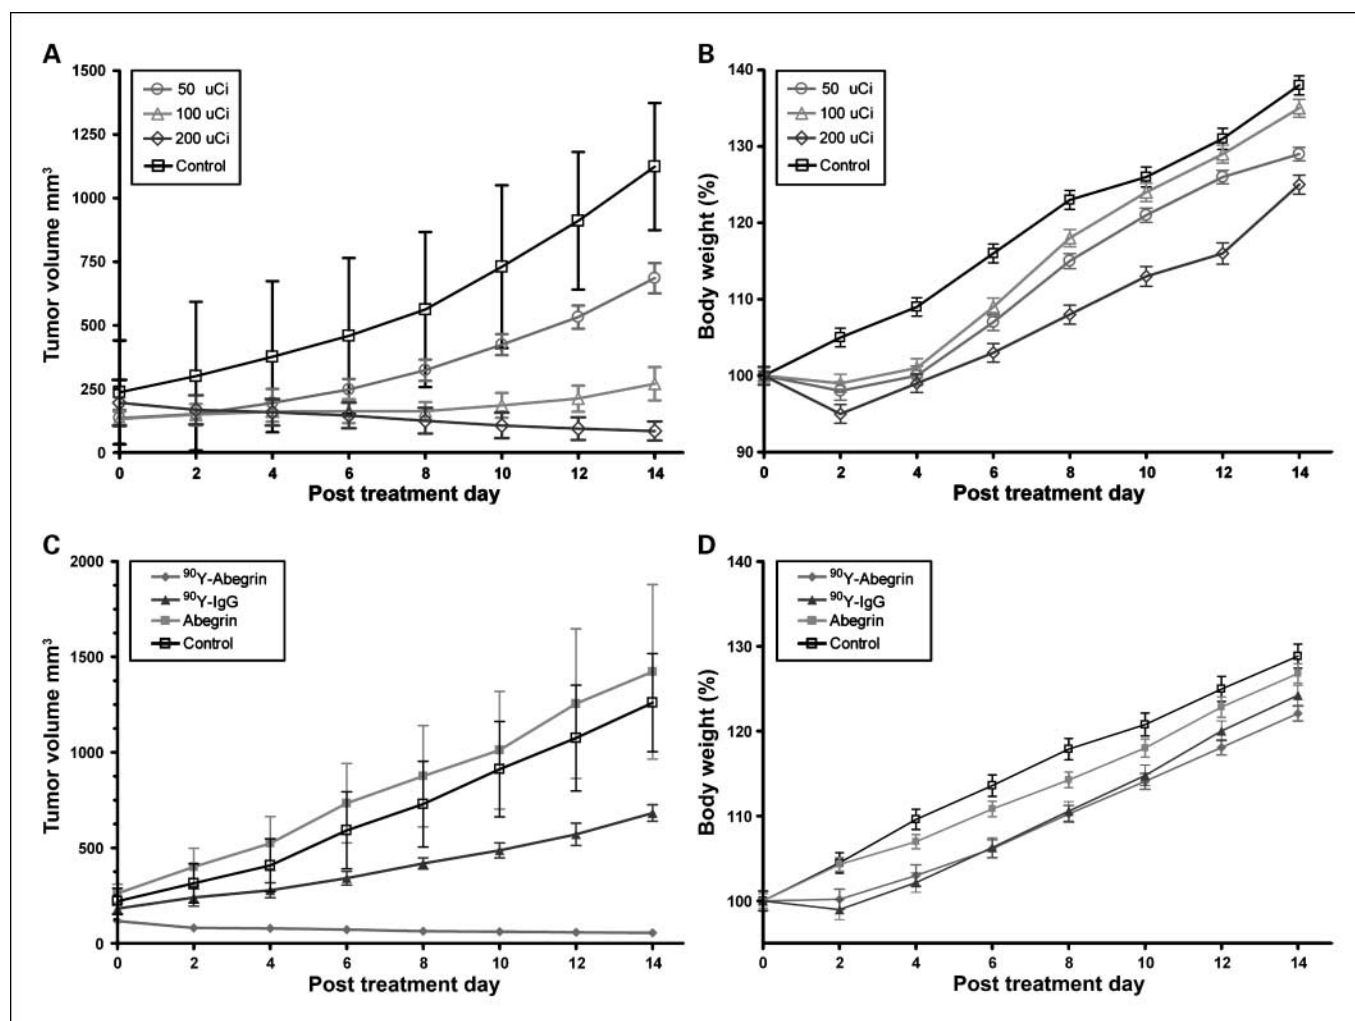 A
Tumor volume mm³
1500
1250
1000
750
500
250
0
50 uCi
100 uCi
200 uCi
Control
0 2 4 6 8 10 12 14
Post treatment day
B
Body weight (%)
140
130
120
110
100
90
50 uCi
100 uCi
200 uCi
Control
0 2 4 6 8 10 12 14
Post treatment day
C
Tumor volume mm³
2000
1500
1000
500
0
⁹⁰Y-Abegrin
⁹⁰Y-IgG
Abegrin
Control
0 2 4 6 8 10 12 14
Post treatment day
D
Body weight (%)
140
130
120
110
100
⁹⁰Y-Abegrin
⁹⁰Y-IgG
Abegrin
Control
0 2 4 6 8 10 12 14
Post treatment day